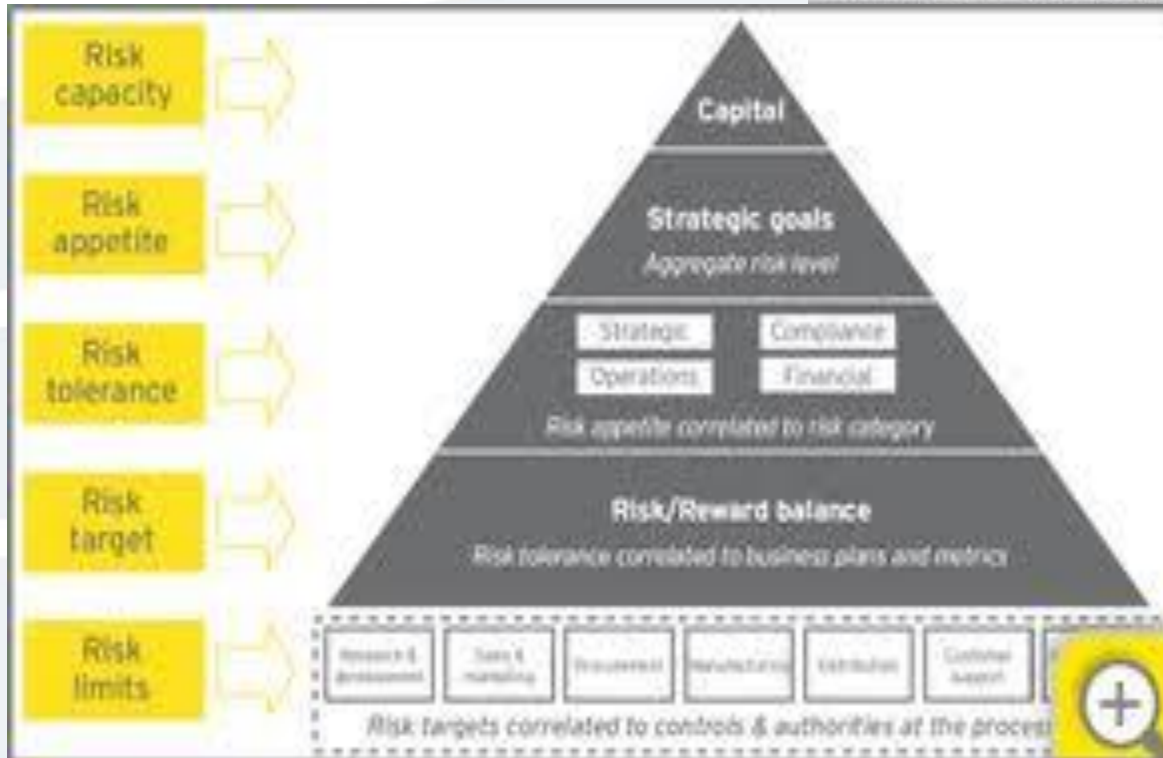 Risk
capacity
Capital
Risk
appetite
Strategic goals
Aggregate risk level
Risk
tolerance
Strategic
Compliance
Operations
Financial
Risk appetite correlated to risk category
Risk
target
Risk/Reward balance
Risk tolerance correlated to business plans and metrics
Risk
limits
Research &
development
Sales &
marketing
Procurement
Manufacturing
Distribution
Customer
support
Risk targets correlated to controls & authorities at the process